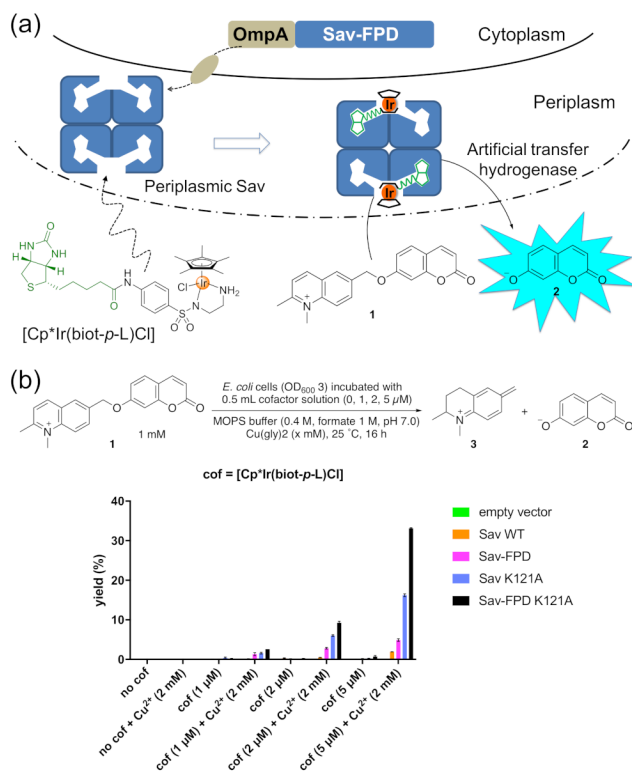 (a)
OmpA
Sav-FPD
Cytoplasm
Periplasm
Ir
Artificial transfer
hydrogenase
Periplasmic Sav
Ir
O
HN NH
H H
S
O
H
N
Ir
Cl
NH2
N
S
O O
[Cp*Ir(biot-p-L)Cl]
N+
O O O
1
-O O O
2
(b)
N+
O O O
1 1 mM
E. coli cells (OD600 3) incubated with
0.5 mL cofactor solution (0, 1, 2, 5 µM)
MOPS buffer (0.4 M, formate 1 M, pH 7.0)
Cu(gly)2 (x mM), 25 °C, 16 h
N+
3
+
-O O O
2
cof = [Cp*Ir(biot-p-L)Cl]
yield (%)
40
30
20
10
0
no cof
no cof + Cu2+ (2 mM)
cof (1 µM)
cof (1 µM) + Cu2+ (2 mM)
cof (2 µM)
cof (2 µM) + Cu2+ (2 mM)
cof (5 µM)
cof (5 µM) + Cu2+ (2 mM)
empty vector
Sav WT
Sav-FPD
Sav K121A
Sav-FPD K121A